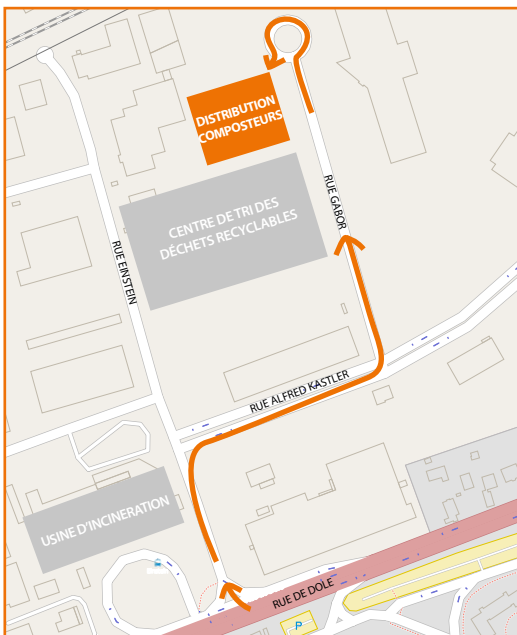 DISTRIBUTION
COMPOSTEURS
CENTRE DE TRI DES
DÉCHETS RECYCLABLES
RUE GABOR
RUE EINSTEIN
RUE ALFRED KASTLER
USINE D'INCINERATION
RUE DE DOLE
P